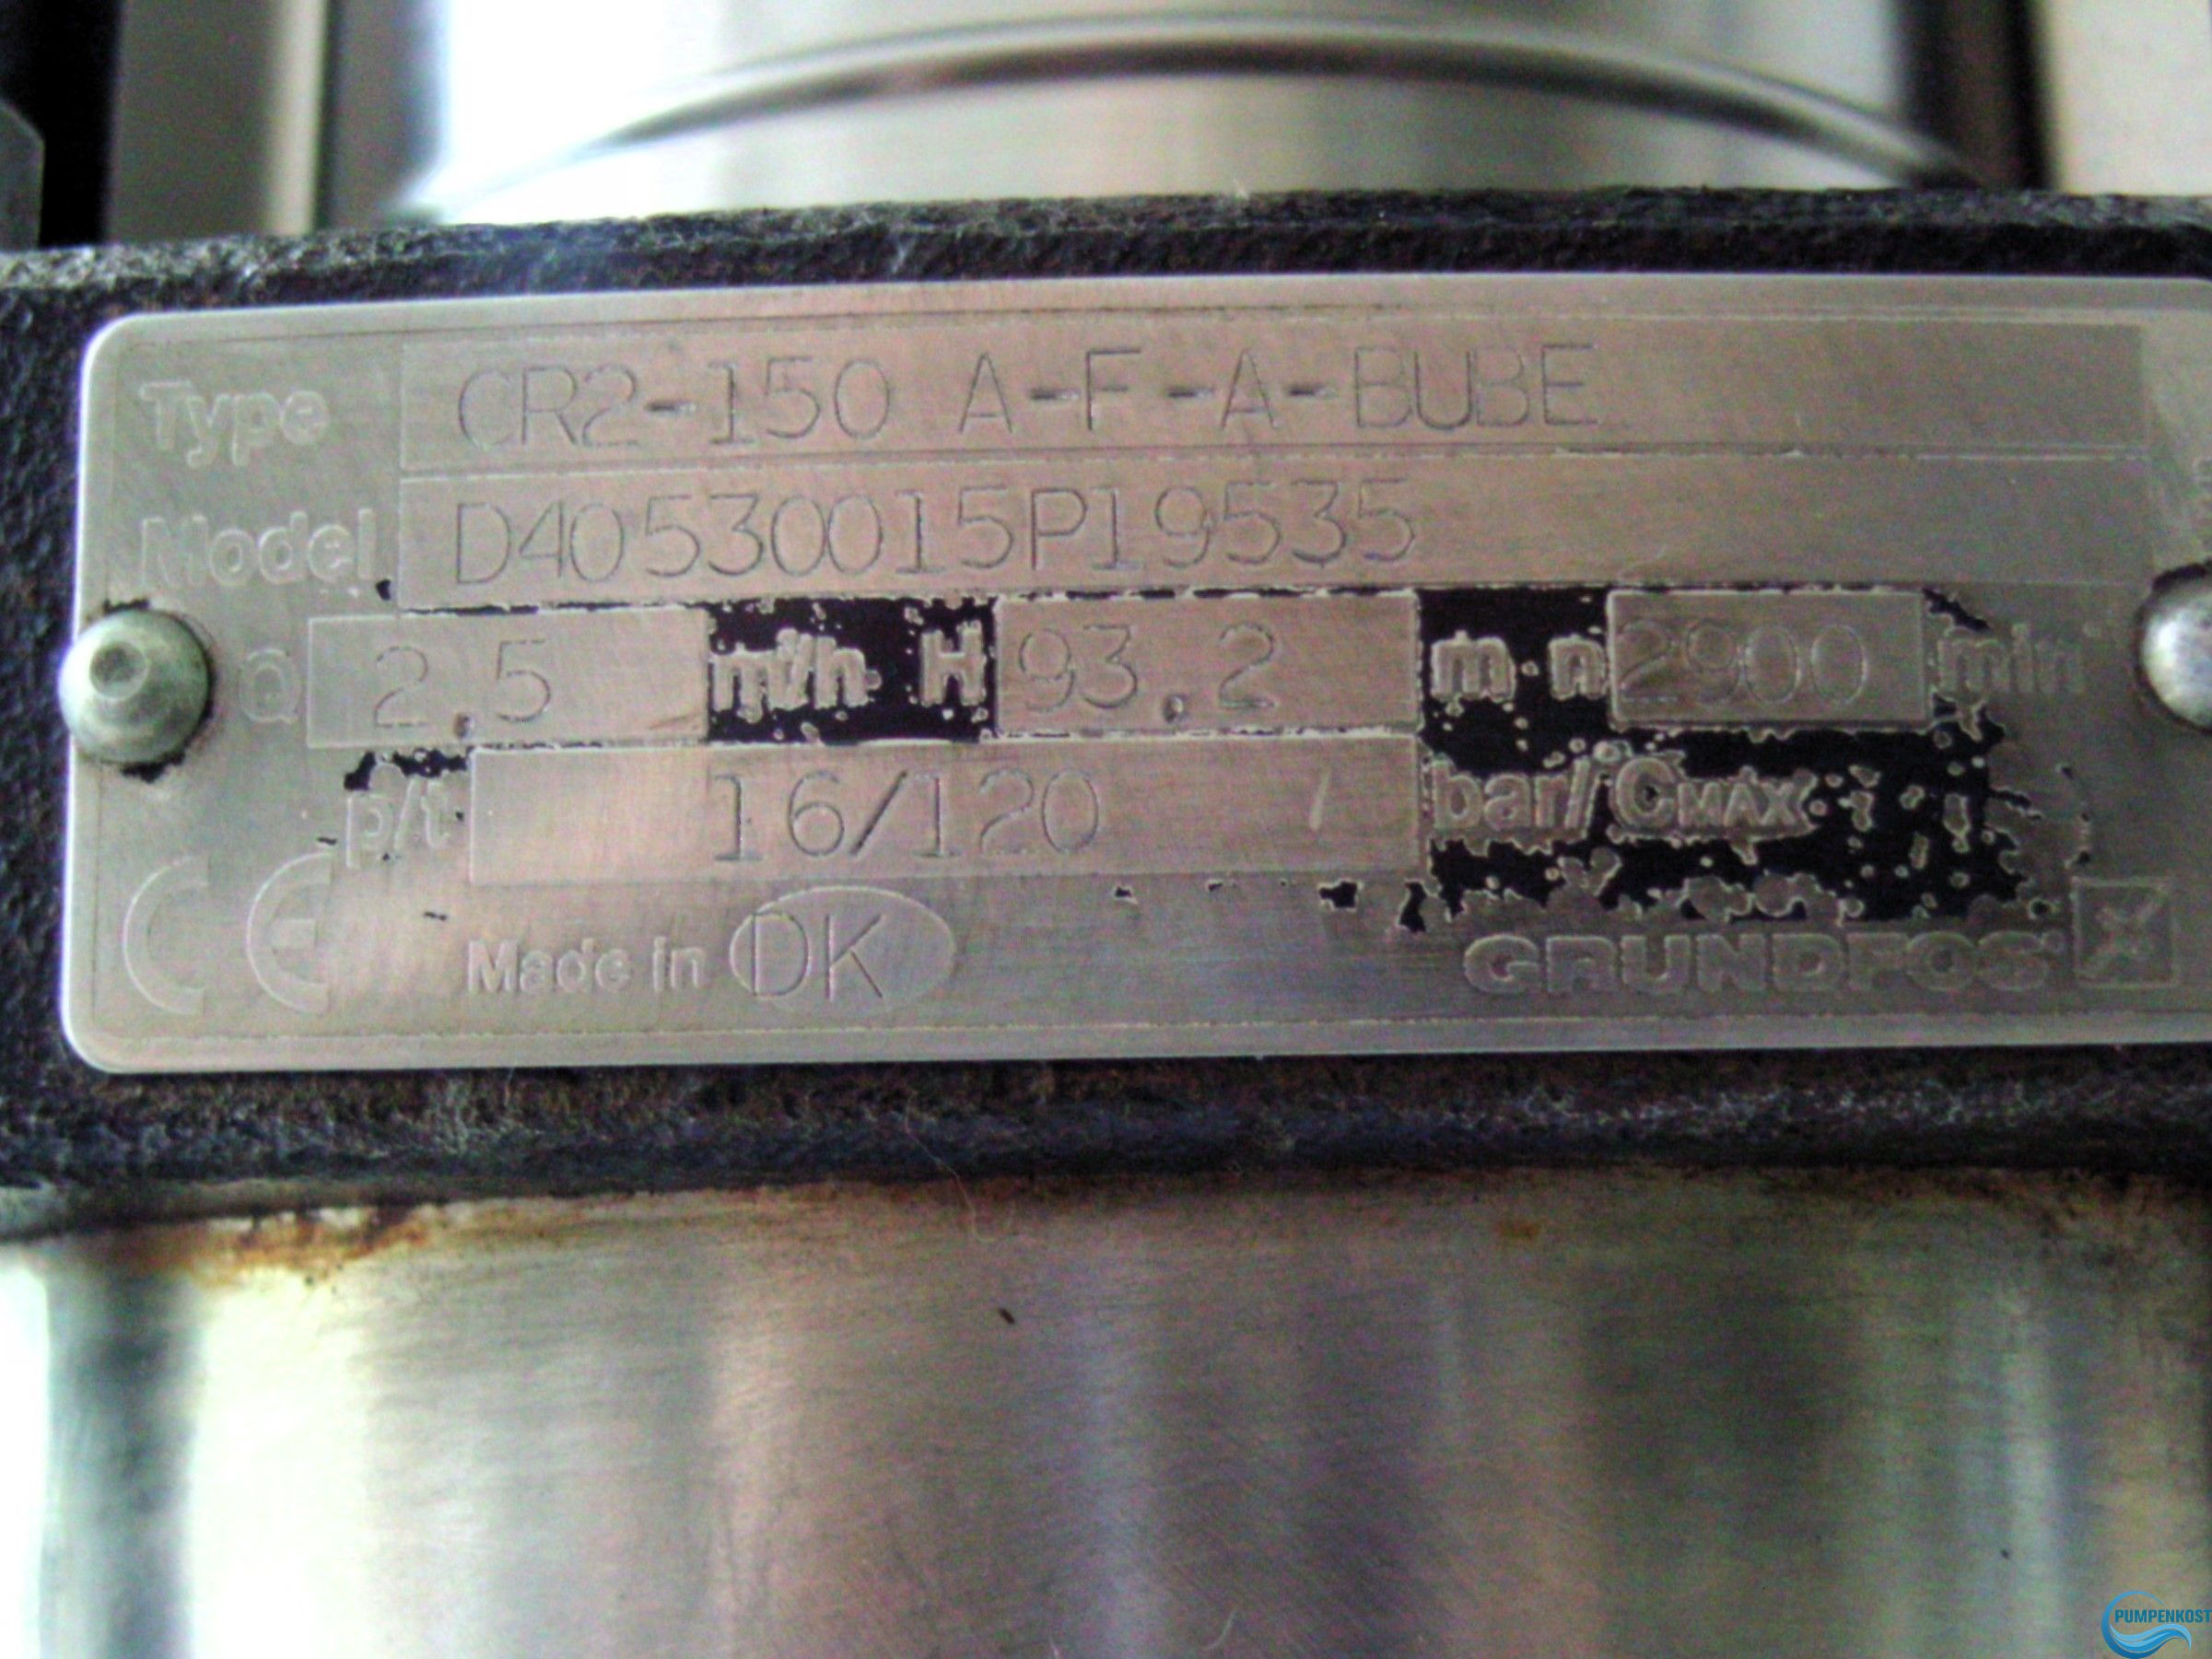 Type CR2-150 A-F-A-BUBE
Model D40530015P19535
Q 2.5 m³/h H 93.2 m n 2900 min
p/t 16/120 bar/°C MAX
CE Made in DK GRUNDFOS
PUMPENKOST